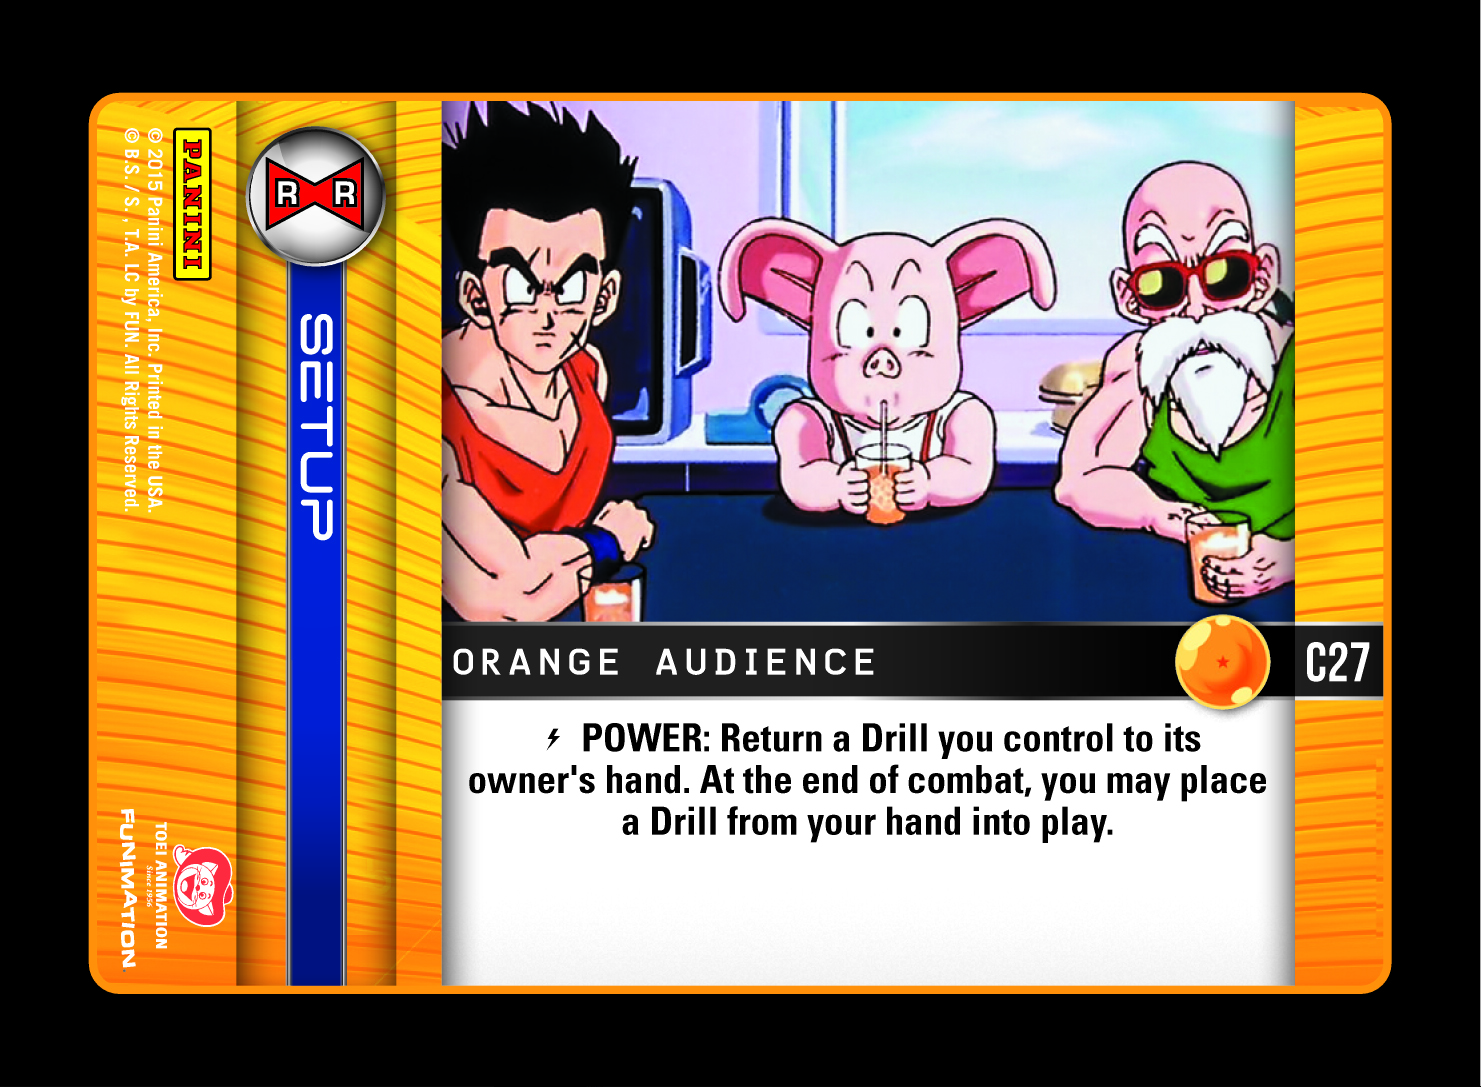 PANINI
© 2015 Panini America, Inc. Printed in the USA.
© B.S. / S., T.A. LC by FUN. All Rights Reserved.
TOEI ANIMATION
Since 1956
FUNIMATION
R R
SETUP
ORANGE AUDIENCE
C27
POWER: Return a Drill you control to its
owner's hand. At the end of combat, you may place
a Drill from your hand into play.